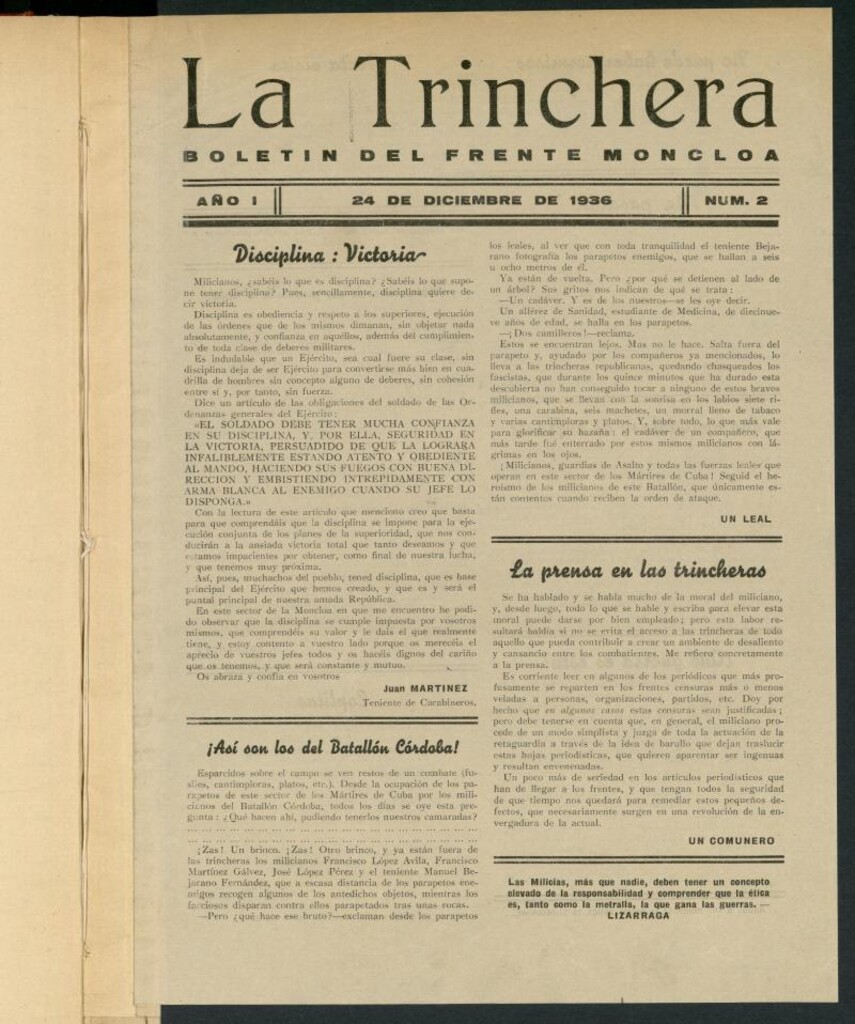 La Trinchera
BOLETIN DEL FRENTE MONCLOA
AÑO I
24 DE DICIEMBRE DE 1936
NUM. 2
Disciplina : Victoria
Milicianos, ¿sabéis lo que es disciplina? ¿Sabéis lo que supo-
ne tener disciplina? Pues, sencillamente, disciplina quiere de-
cir victoria.
Disciplina es obediencia y respeto a los superiores, ejecución
de las órdenes que de los mismos dimanan, sin objetar nada
absolutamente, y confianza en aquéllos, además del cumplimien-
to de toda clase de deberes militares.
Es indudable que un Ejército, sea cual fuere su clase, sin
disciplina deja de ser Ejército para convertirse más bien en cua-
drilla de hombres sin concepto alguno de deberes, sin cohesión
entre sí y, por tanto, sin fuerza.
Dice un artículo de las obligaciones del soldado de las Or-
denanzas generales del Ejército:
«EL SOLDADO DEBE TENER MUCHA CONFIANZA
EN SU DISCIPLINA, Y, POR ELLA, SEGURIDAD EN
LA VICTORIA, PERSUADIDO DE QUE LA LOGRARA
INFALIBLEMENTE ESTANDO ATENTO Y OBEDIENTE
AL MANDO, HACIENDO SUS FUEGOS CON BUENA DI-
RECCION Y EMBISTIENDO INTREPIDAMENTE CON
ARMA BLANCA AL ENEMIGO CUANDO SU JEFE LO
DISPONGA.»
Con la lectura de este artículo que menciono creo que basta
para que comprendáis que la disciplina se impone para la eje-
cución conjunta de los planes de la superioridad, que nos con-
ducirán a la ansiada victoria total que tanto deseamos y que
estamos impacientes por obtener, como final de nuestra lucha,
y que tenemos muy próxima.
Así, pues, muchachos del pueblo, tened disciplina, que es base
principal del Ejército que hemos creado, y que es y será el
puntal principal de nuestra amada República.
En este sector de la Moncloa en que me encuentro he podi-
do observar que la disciplina se cumple impuesta por vosotros
mismos, que comprendéis su valor y le dais el que realmente
tiene, y estoy contento a vuestro lado porque os merecéis el
aprecio de vuestros jefes todos y os hacéis dignos del cariño
que os tenemos, y que será constante y mutuo.
Os abraza y confía en vosotros
Juan MARTINEZ
Teniente de Carabineros.
¡Así son los del Batallón Córdoba!
Esparcidos sobre el campo se ven restos de un combate (fu-
siles, cantimploras, platos, etc.). Desde la ocupación de los pa-
rapetos de este sector de los Mártires de Cuba por los mili-
cianos del Batallón Córdoba, todos los días se oye esta pre-
gunta: ¿Qué hacen ahí, pudiendo tenerlos nuestros camaradas?
... ... ... ... ... ... ... ... ... ... ... ... ... ... ... ... ... ...
... ... ... ... ... ... ... ... ... ... ... ... ... ... ... ... ... ...
¡Zas! Un brinco. ¡Zas! Otro brinco, y ya están fuera de
las trincheras los milicianos Francisco López Avila, Francisco
Martínez Gálvez, José López Pérez y el teniente Manuel Be-
jarano Fernández, que a escasa distancia de los parapetos ene-
migos recogen algunos de los antedichos objetos, mientras los
facciosos disparan contra ellos parapetados tras unas rocas.
—Pero ¿qué hace ese bruto?—exclaman desde los parapetos
los leales, al ver que con toda tranquilidad el teniente Beja-
rano fotografía los parapetos enemigos, que se hallan a seis
u ocho metros de él.
Ya están de vuelta. Pero ¿por qué se detienen al lado de
un árbol? Sus gritos nos indican de qué se trata:
—Un cadáver. Y es de los nuestros—se les oye decir.
Un alférez de Sanidad, estudiante de Medicina, de diecinue-
ve años de edad, se halla en los parapetos.
—¡Dos camilleros!—reclama.
Estos se encuentran lejos. Mas no le hace. Salta fuera del
parapeto y, ayudado por los compañeros ya mencionados, lo
lleva a las trincheras republicanas, quedando chasqueados los
fascistas, que durante los quince minutos que ha durado esta
descubierta no han conseguido tocar a ninguno de estos bravos
milicianos, que se llevan con la sonrisa en los labios siete ri-
fles, una carabina, seis machetes, un morral lleno de tabaco
y varias cantimploras y platos. Y, sobre todo, lo que más vale
para glorificar su hazaña: el cadáver de un compañero, que
más tarde fué enterrado por estos mismos milicianos con lá-
grimas en los ojos.
¡Milicianos, guardias de Asalto y todas las fuerzas leales que
operan en este sector de los Mártires de Cuba! Seguid el he-
roísmo de los milicianos de este Batallón, que únicamente es-
tán contentos cuando reciben la orden de ataque.
UN LEAL
La prensa en las trincheras
Se ha hablado y se habla mucho de la moral del miliciano,
y, desde luego, todo lo que se hable y escriba para elevar esta
moral puede darse por bien empleado; pero esta labor re-
sultará baldía si no se evita el acceso a las trincheras de todo
aquello que pueda contribuir a crear un ambiente de desaliento
y cansancio entre los combatientes. Me refiero concretamente
a la prensa.
Es corriente leer en algunos de los periódicos que más pro-
fusamente se reparten en los frentes censuras más o menos
veladas a personas, organizaciones, partidos, etc. Doy por
hecho que en algunos casos estas censuras sean justificadas;
pero debe tenerse en cuenta que, en general, el miliciano pro-
cede de un modo simplista y juzga de toda la actuación de la
retaguardia a través de la idea de barullo que dejan traslucir
estas hojas periodísticas, que quieren aparentar ser ingenuas
y resultan envenenadas.
Un poco más de seriedad en los artículos periodísticos que
han de llegar a los frentes, y que tengan todos la seguridad
de que tiempo nos quedará para remediar estos pequeños de-
fectos, que necesariamente surgen en una revolución de la en-
vergadura de la actual.
UN COMUNERO
Las Milicias, más que nadie, deben tener un concepto
elevado de la responsabilidad y comprender que la ética
es, tanto como la metralla, la que gana las guerras. —
LIZARRAGA